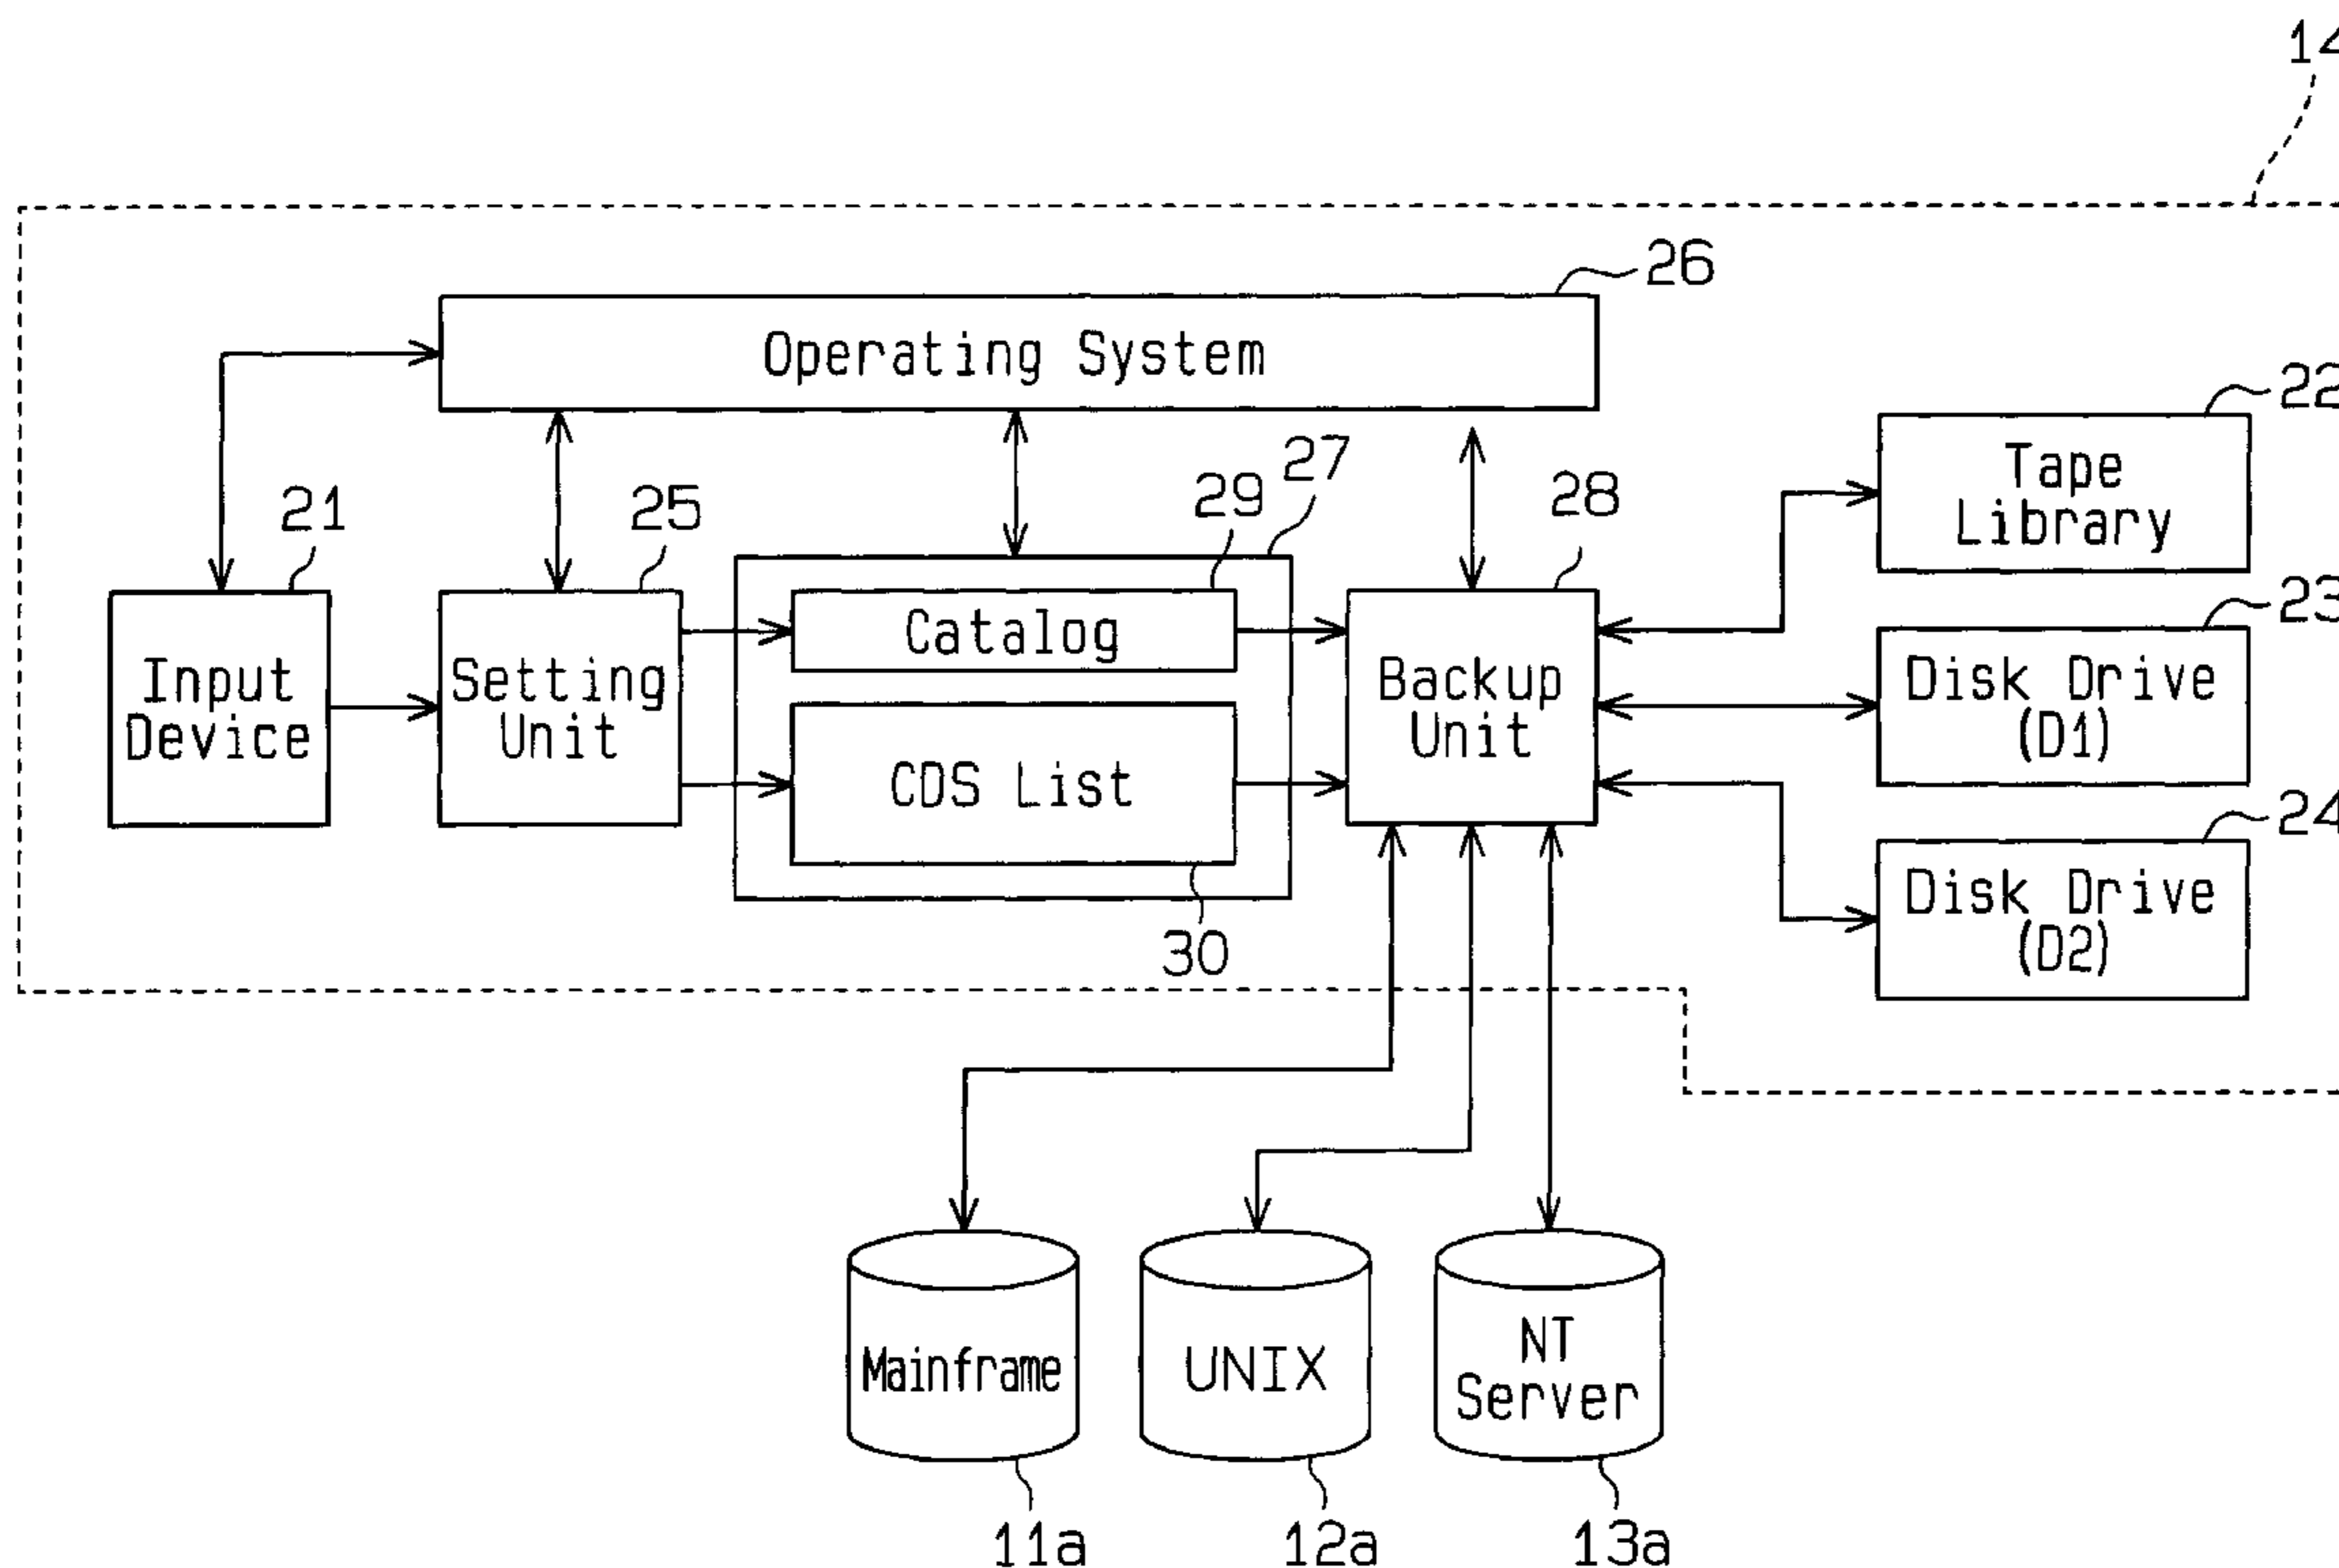 14
26
Operating System
22
Tape
Library
27
29
28
21
25
23
Catalog
Input
Device
Setting
Unit
Backup
Unit
Disk Drive
(D1)
CDS List
24
Disk Drive
(D2)
30
Mainframe
UNIX
NT
Server
11a
12a
13a